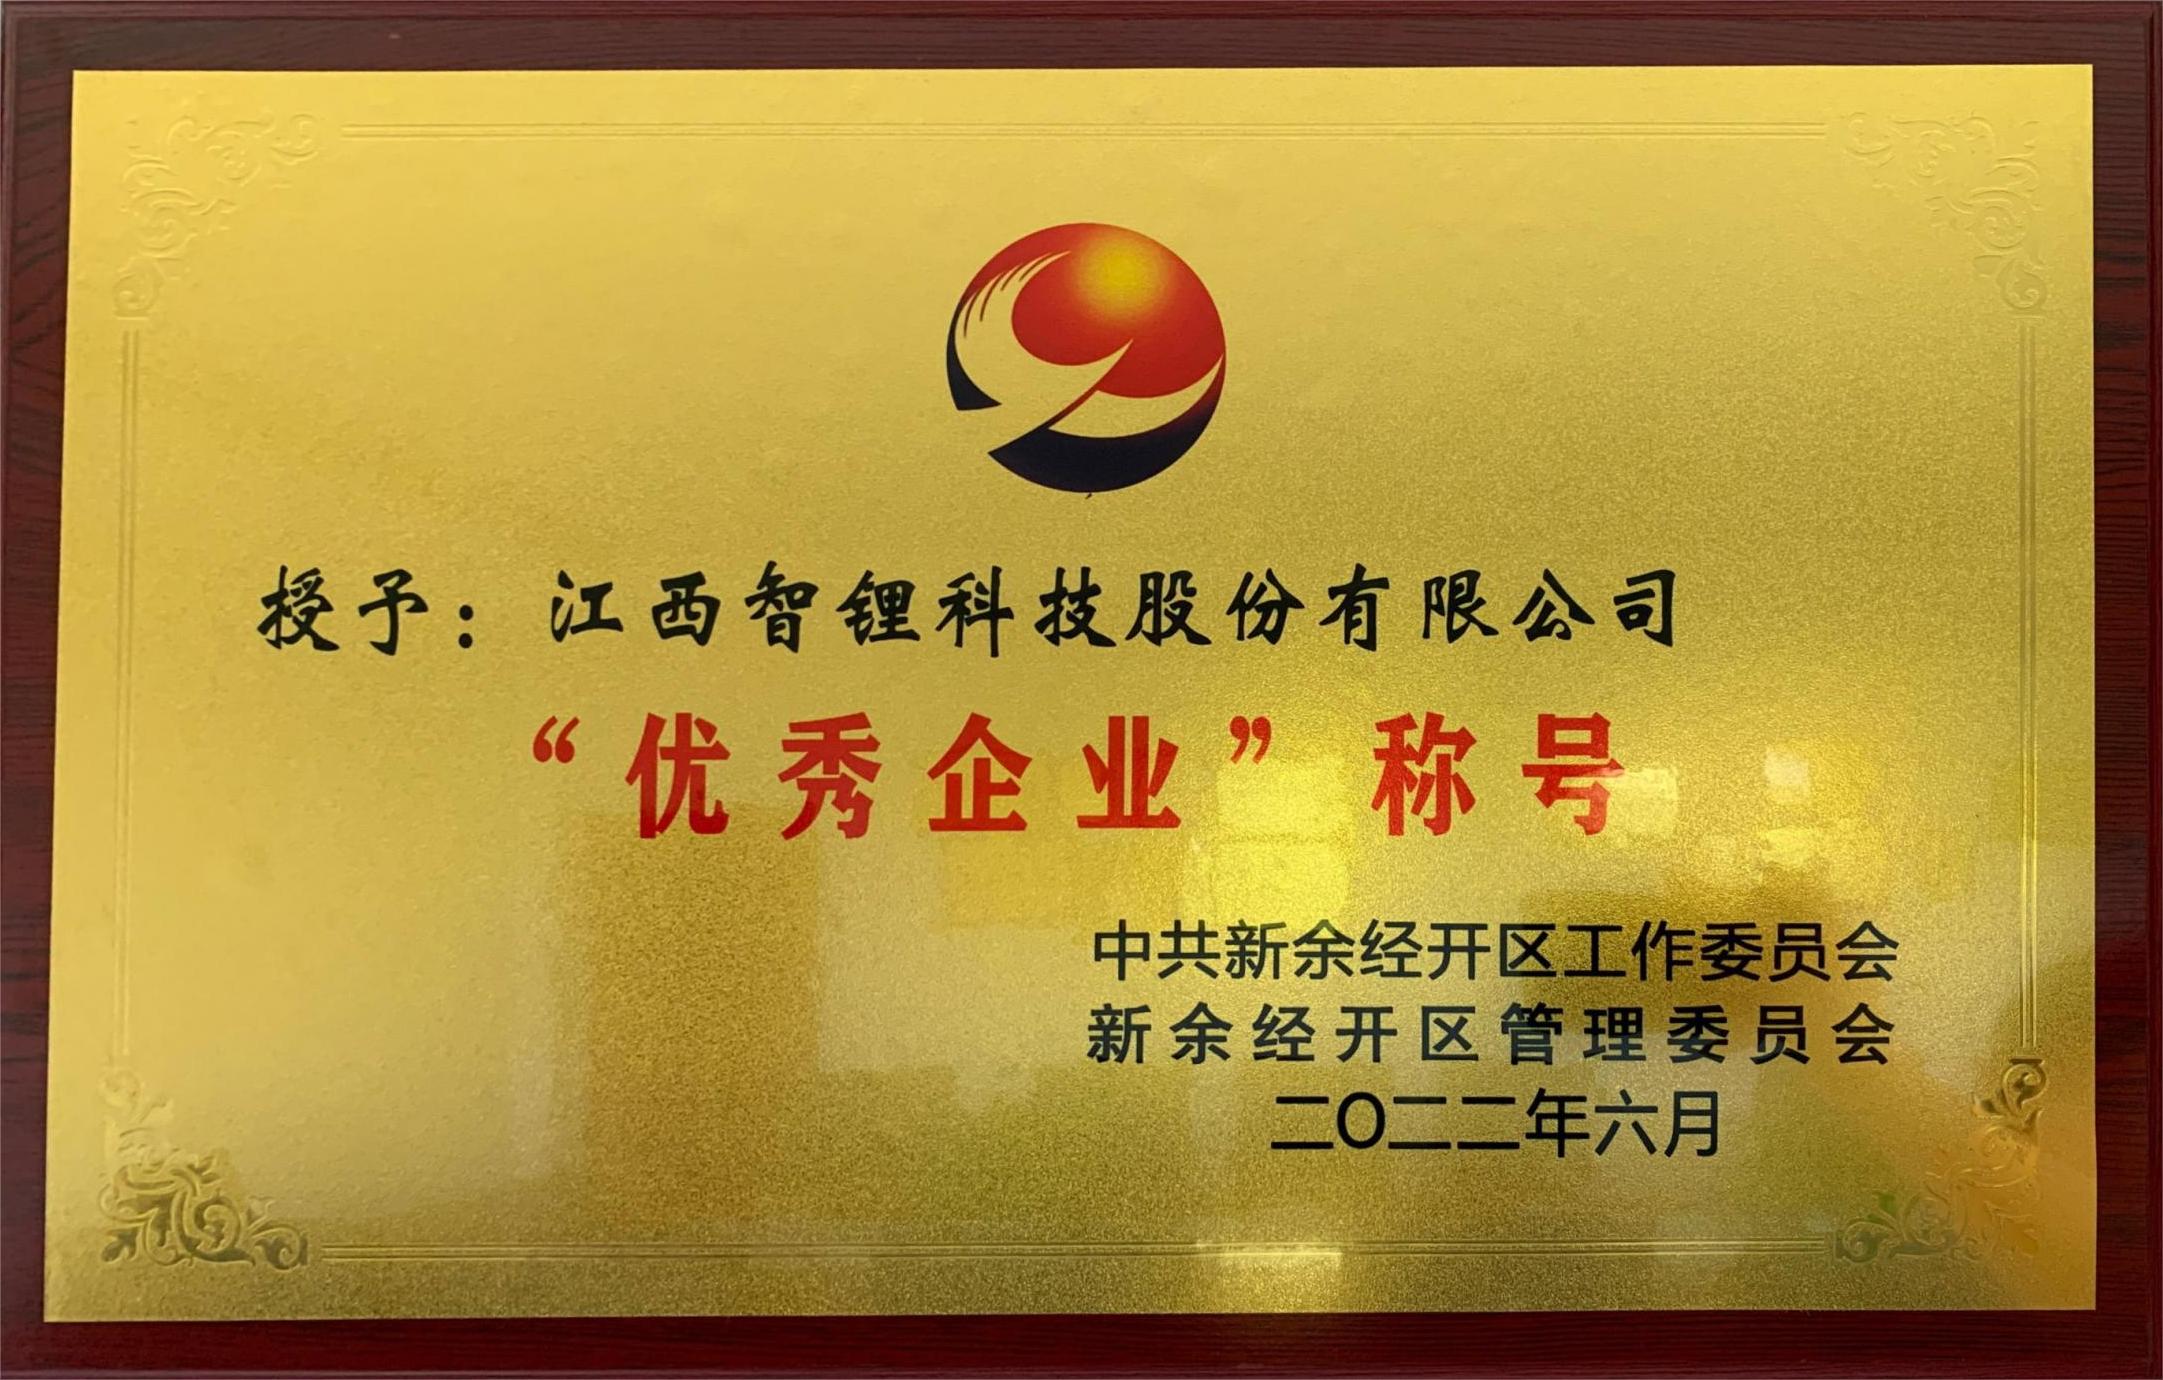 授予：江西智锂科技股份有限公司
“优秀企业”称号
中共新余经开区工作委员会
新余经开区管理委员会
二〇二二年六月